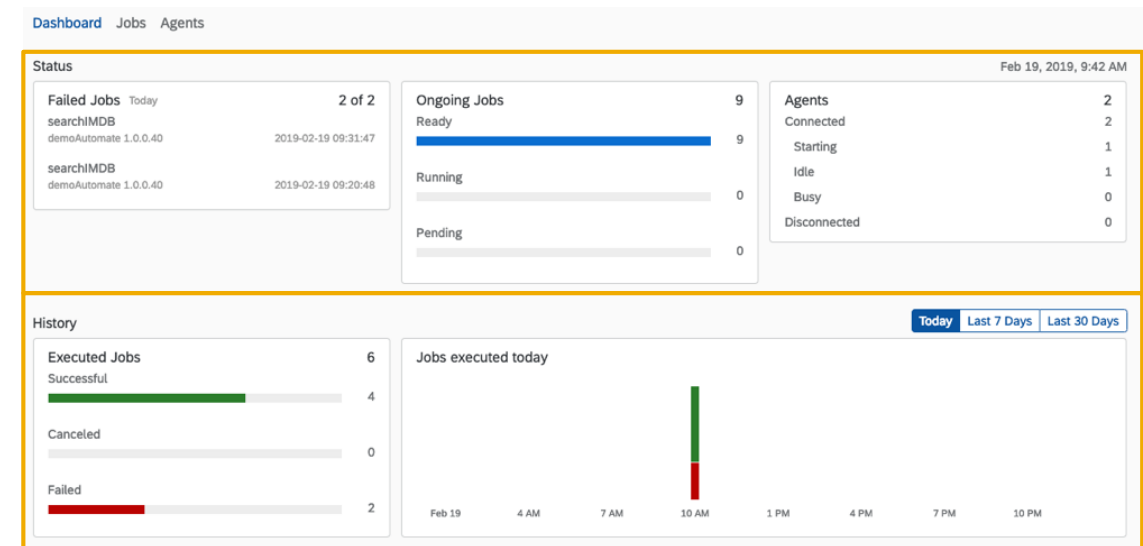 Dashboard Jobs Agents
Status Feb 19, 2019, 9:42 AM
Failed Jobs Today 2 of 2
searchIMDB
demoAutomate 1.0.0.40 2019-02-19 09:31:47
searchIMDB
demoAutomate 1.0.0.40 2019-02-19 09:20:48
Ongoing Jobs 9
Ready
9
Running
0
Pending
0
Agents 2
Connected 2
Starting 1
Idle 1
Busy 0
Disconnected 0
History Today Last 7 Days Last 30 Days
Executed Jobs 6
Successful
4
Canceled
0
Failed
2
Jobs executed today
Feb 19 4 AM 7 AM 10 AM 1 PM 4 PM 7 PM 10 PM